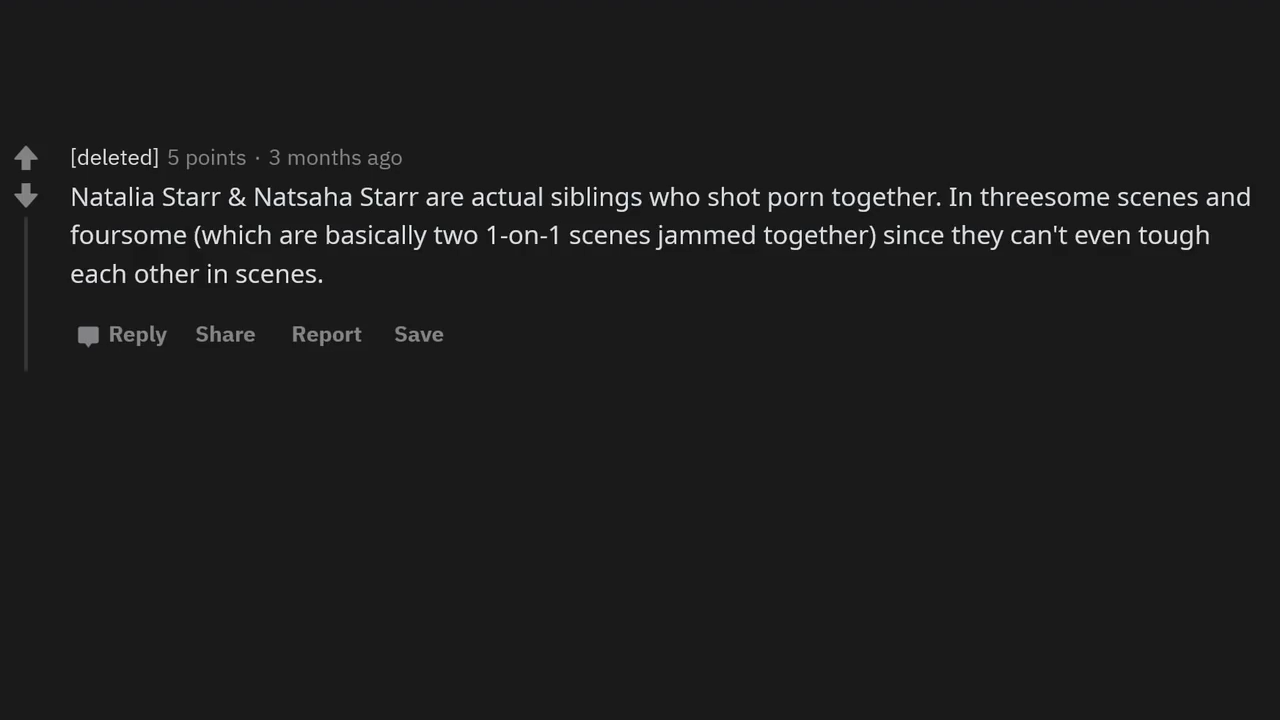 [deleted] 5 points · 3 months ago
Natalia Starr & Natsaha Starr are actual siblings who shot porn together. In threesome scenes and
foursome (which are basically two 1-on-1 scenes jammed together) since they can't even tough
each other in scenes.
Reply Share Report Save